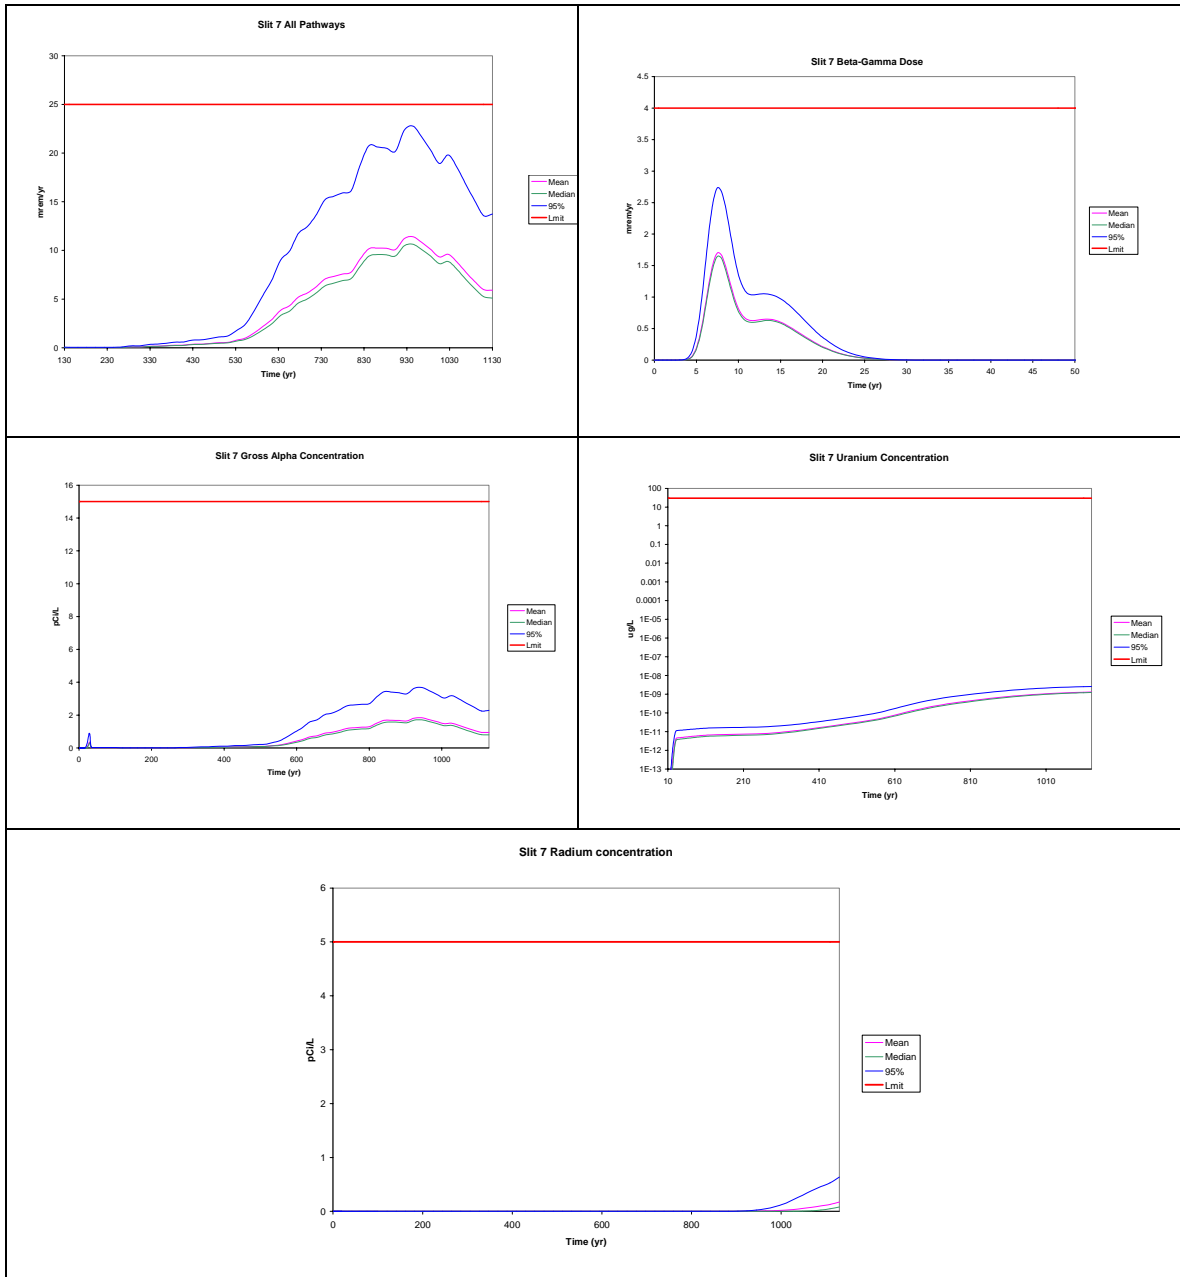 Slit 7 All Pathways
30
25
20
15
10
5
0
mrem/yr
130 230 330 430 530 630 730 830 930 1030 1130
Time (yr)
Mean
Median
95%
Lmit
Slit 7 Beta-Gamma Dose
4.5
4
3.5
3
2.5
2
1.5
1
0.5
0
mrem/yr
0 5 10 15 20 25 30 35 40 45 50
Time (yr)
Mean
Median
95%
Lmit
Slit 7 Gross Alpha Concentration
16
14
12
10
8
6
4
2
0
pCi/L
0 200 400 600 800 1000
Time (yr)
Mean
Median
95%
Lmit
Slit 7 Uranium Concentration
100
10
1
0.1
0.01
0.001
0.0001
1E-05
1E-06
1E-07
1E-08
1E-09
1E-10
1E-11
1E-12
1E-13
ug/L
10 210 410 610 810 1010
Time (yr)
Mean
Median
95%
Lmit
Slit 7 Radium concentration
6
5
4
3
2
1
0
pCi/L
0 200 400 600 800 1000
Time (yr)
Mean
Median
95%
Lmit